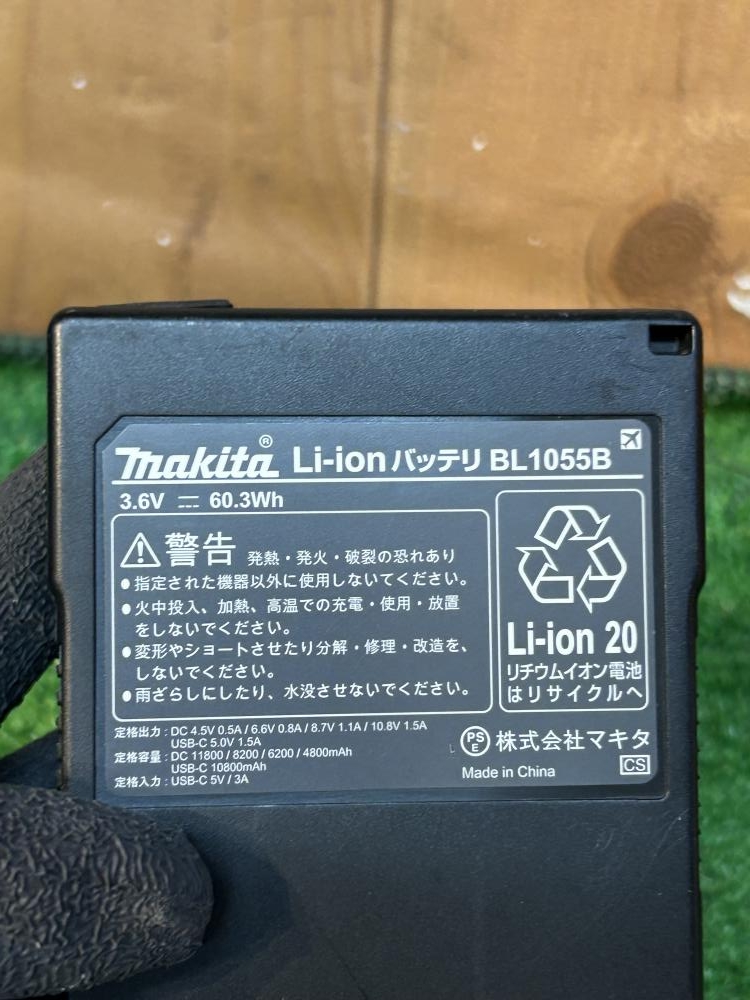 makita® Li-ionバッテリ BL1055B
3.6V ⎓ 60.3Wh
⚠警告 発熱・発火・破裂の恐れあり
●指定された機器以外に使用しないでください。
●火中投入、加熱、高温での充電・使用・放置
をしないでください。
●変形やショートさせたり分解・修理・改造を、
しないでください。
●雨ざらしにしたり、水没させないでください。
Li-ion 20
リチウムイオン電池
はリサイクルへ
定格出力：DC 4.5V 0.5A / 6.6V 0.8A / 8.7V 1.1A / 10.8V 1.5A
USB-C 5.0V 1.5A
定格容量：DC 11800 / 8200 / 6200 / 4800mAh
USB-C 10800mAh
定格入力：USB-C 5V / 3A
PS
E
株式会社マキタ
Made in China
CS